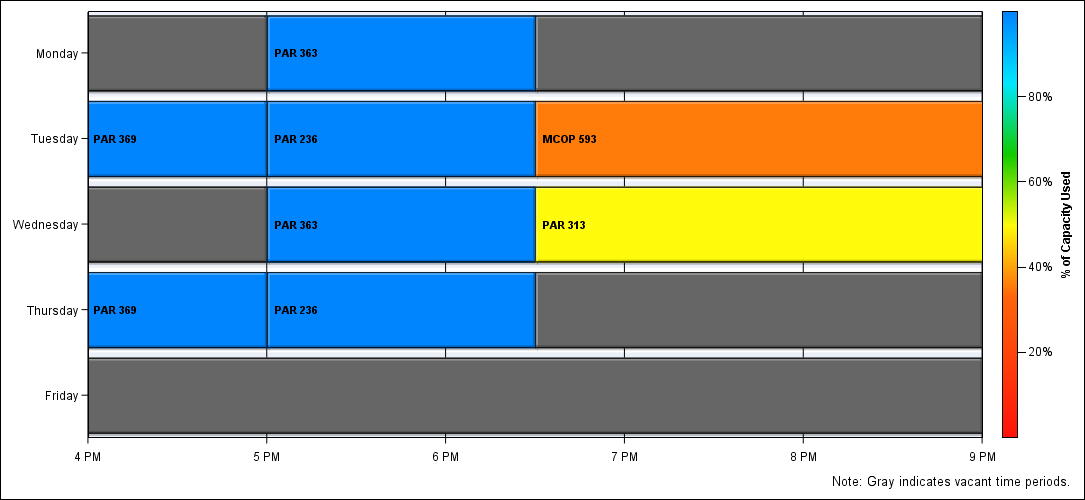 Monday
PAR 363
Tuesday
PAR 369
PAR 236
MCOP 593
Wednesday
PAR 363
PAR 313
Thursday
PAR 369
PAR 236
Friday
4 PM
5 PM
6 PM
7 PM
8 PM
9 PM
80%
60%
40%
20%
% of Capacity Used
Note: Gray indicates vacant time periods.